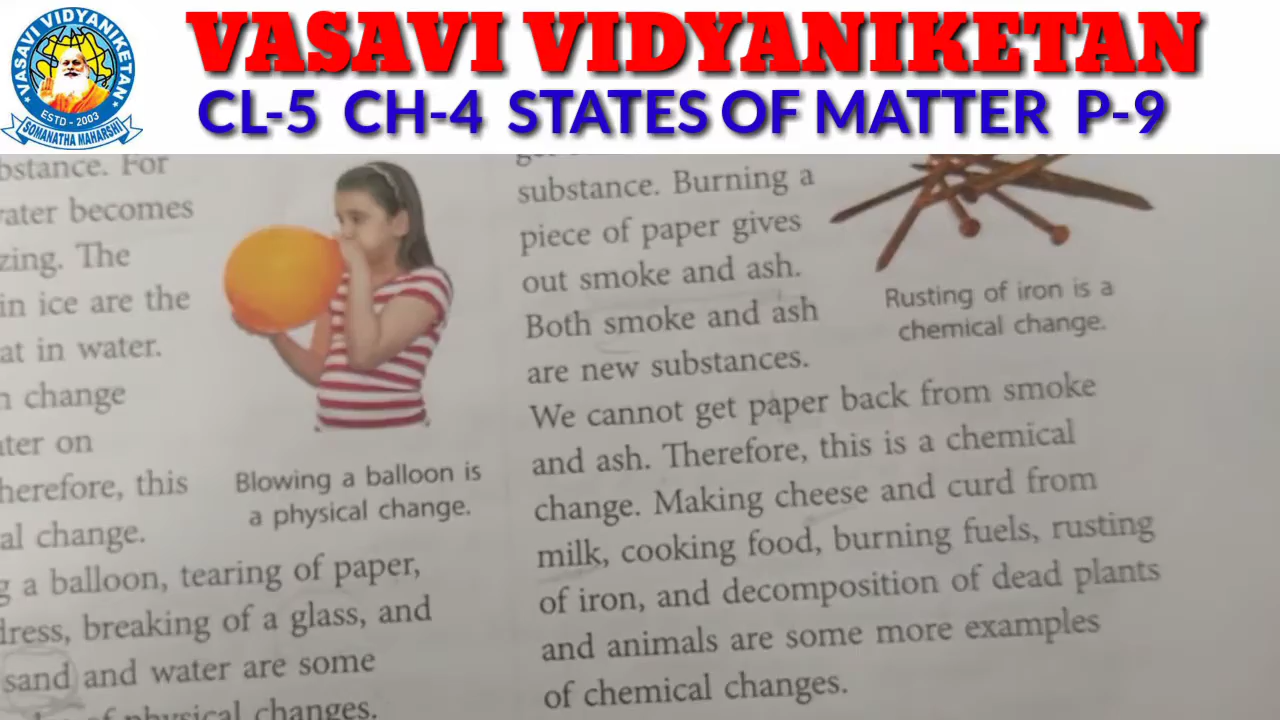 VASAVI VIDYANIKETAN
CL-5 CH-4 STATES OF MATTER P-9
VASAVI VIDYANIKETAN
ESTD - 2003
SOMANATHA MAHARSHI
bstance. For
vater becomes
zing. The
in ice are the
at in water.
change
ter on
herefore, this
al change.
g a balloon, tearing of paper,
dress, breaking of a glass, and
sand and water are some
of physical changes.
Blowing a balloon is
a physical change.
substance. Burning a
piece of paper gives
out smoke and ash.
Both smoke and ash
are new substances.
We cannot get paper back from smoke
and ash. Therefore, this is a chemical
change. Making cheese and curd from
milk, cooking food, burning fuels, rusting
of iron, and decomposition of dead plants
and animals are some more examples
of chemical changes.
Rusting of iron is a
chemical change.